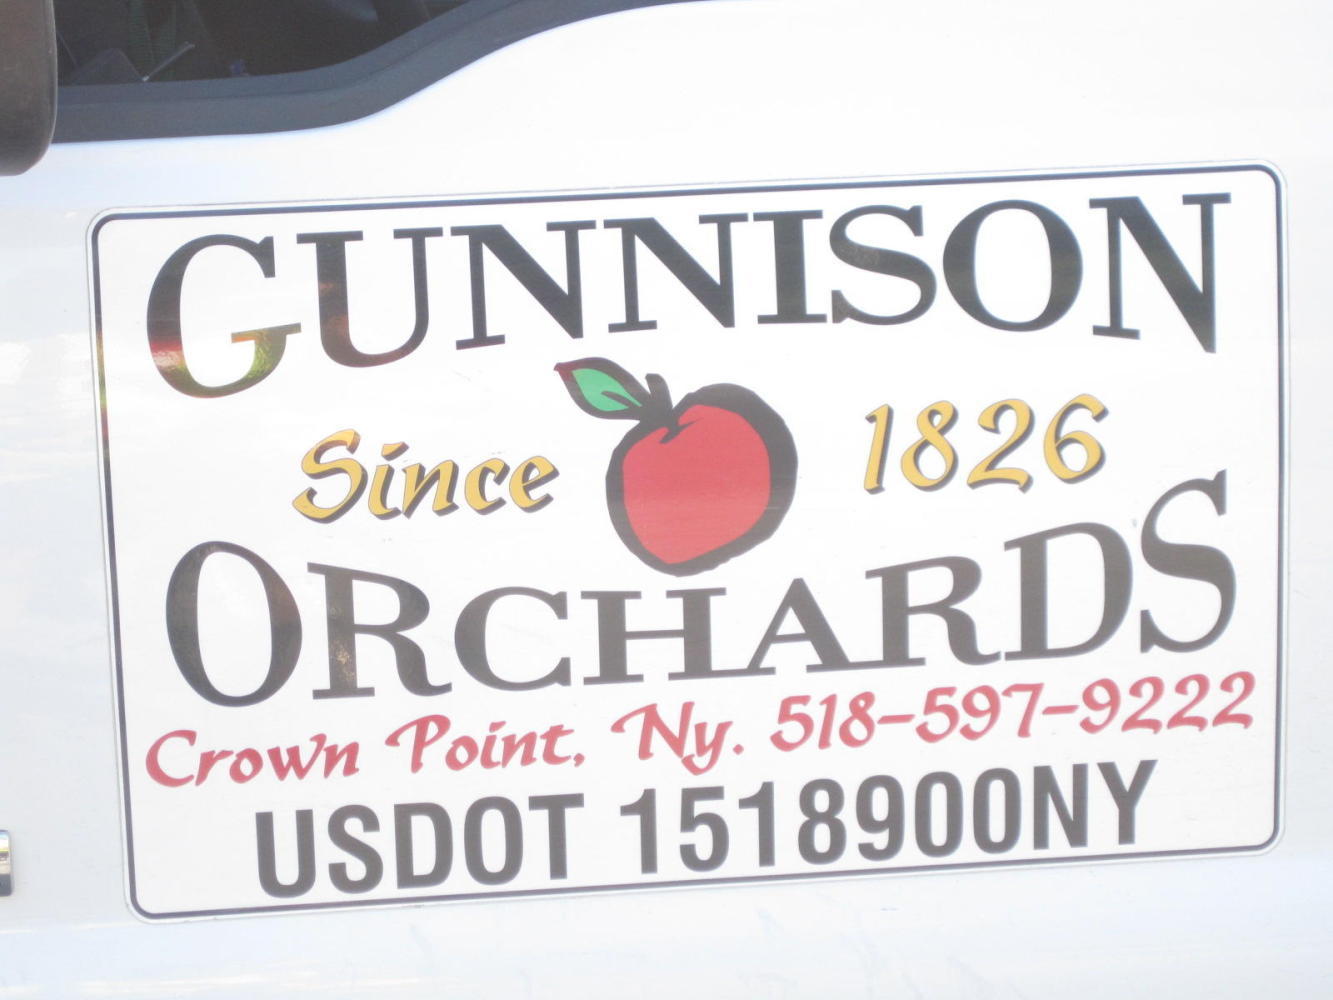 GUNNISON
Since 1826
ORCHARDS
Crown Point, Ny. 518-597-9222
USDOT 1518900NY